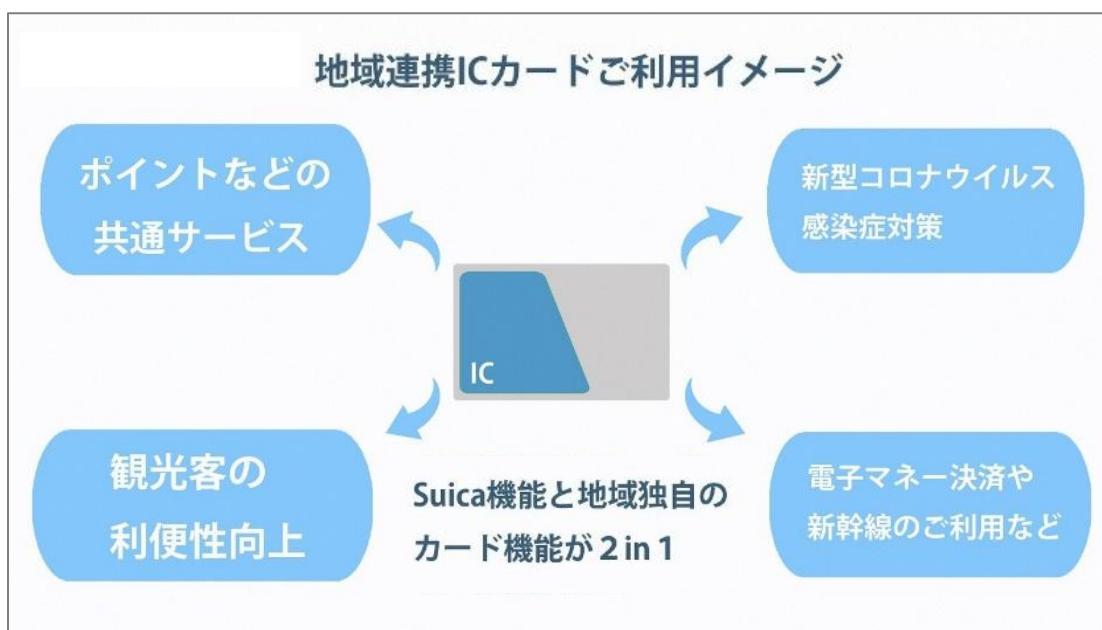 地域連携ICカードご利用イメージ
ポイントなどの
共通サービス
新型コロナウイルス
感染症対策
IC
観光客の
利便性向上
Suica機能と地域独自の
カード機能が 2 in 1
電子マネー決済や
新幹線のご利用など